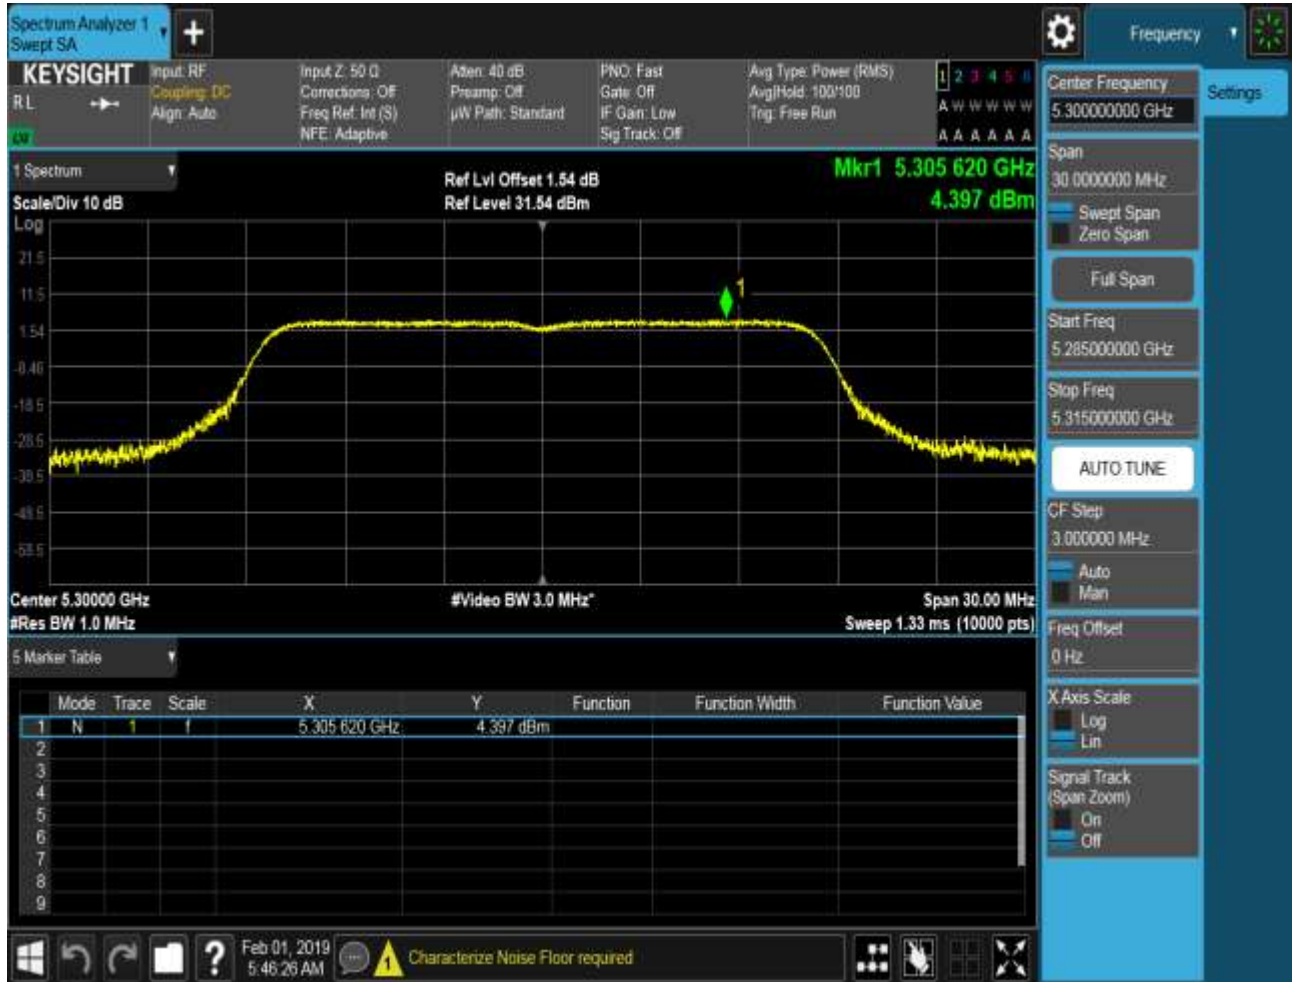 Spectrum Analyzer 1
Swept SA
+
Frequency
KEYSIGHT
R L
LXI
Input: RF
Coupling: DC
Align: Auto
Input Z: 50 Ω
Corrections: Off
Freq Ref: Int (S)
NFE: Adaptive
Atten: 40 dB
Preamp: Off
µW Path: Standard
PNO: Fast
Gate: Off
IF Gain: Low
Sig Track: Off
Avg Type: Power (RMS)
Avg|Hold: 100/100
Trig: Free Run
1 2 3 4 5 6
A W W W W W
A A A A A A
1 Spectrum
Scale/Div 10 dB
Ref Lvl Offset 1.54 dB
Ref Level 31.54 dBm
Mkr1 5.305 620 GHz
4.397 dBm
Log
21.5
11.5
1.54
-8.46
-18.5
-28.5
-38.5
-48.5
-58.5
1
Center 5.30000 GHz
#Res BW 1.0 MHz
#Video BW 3.0 MHz*
Span 30.00 MHz
Sweep 1.33 ms (10000 pts)
5 Marker Table
Mode Trace Scale X Y Function Function Width Function Value
1 N 1 f 5.305 620 GHz 4.397 dBm
2
3
4
5
6
7
8
9
Feb 01, 2019
5:46:26 AM
?
1
Characterize Noise Floor required
Settings
Center Frequency
5.300000000 GHz
Span
30.0000000 MHz
Swept Span
Zero Span
Full Span
Start Freq
5.285000000 GHz
Stop Freq
5.315000000 GHz
AUTO TUNE
CF Step
3.000000 MHz
Auto
Man
Freq Offset
0 Hz
X Axis Scale
Log
Lin
Signal Track
(Span Zoom)
On
Off